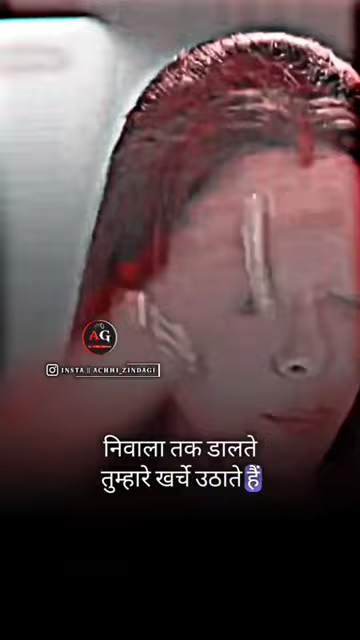 AG
INSTA || ACHHI_ZINDAGI
निवाला तक डालते
तुम्हारे खर्चे उठाते हैं